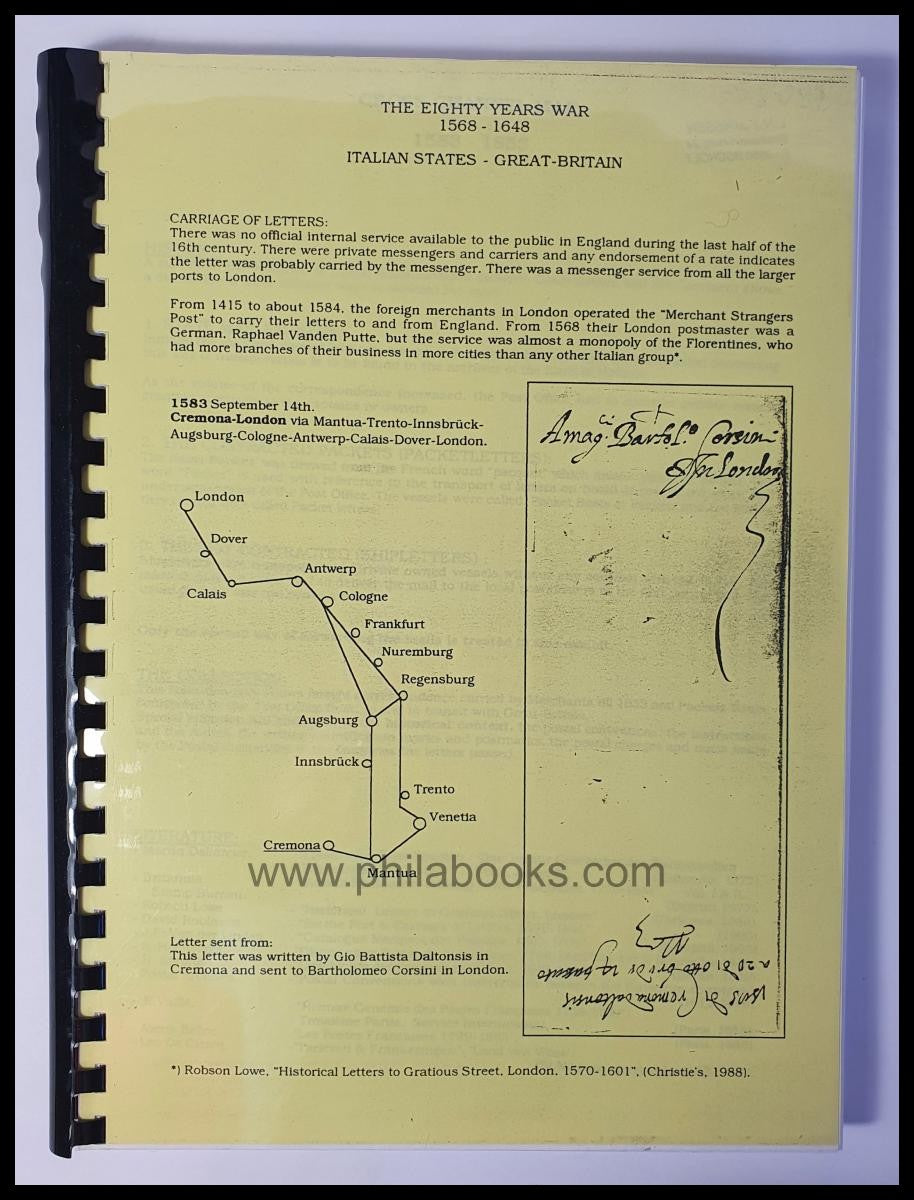 THE EIGHTY YEARS WAR
1568 - 1648
ITALIAN STATES - GREAT-BRITAIN
CARRIAGE OF LETTERS:
There was no official internal service available to the public in England during the last half of the
16th century. There were private messengers and carriers and any endorsement of a rate indicates
the letter was probably carried by the messenger. There was a messenger service from all the larger
ports to London.
From 1415 to about 1584, the foreign merchants in London operated the "Merchant Strangers
Post" to carry their letters to and from England. From 1568 their London postmaster was a
German, Raphael Vanden Putte, but the service was almost a monopoly of the Florentines, who
had more branches of their business in more cities than any other Italian group*.
1583 September 14th.
Cremona-London via Mantua-Trento-Innsbrück-
Augsburg-Cologne-Antwerp-Calais-Dover-London.
Amag.ci Bartol.o Corsini
In London
London
Dover
Antwerp
Calais
Cologne
Frankfurt
Nuremburg
Regensburg
Augsburg
Innsbrück
Trento
Venetia
Cremona
Mantua
www.philabooks.com
Letter sent from:
This letter was written by Gio Battista Daltonsis in
Cremona and sent to Bartholomeo Corsini in London.
*) Robson Lowe, "Historical Letters to Gratious Street, London, 1570-1601", (Christie's, 1988).